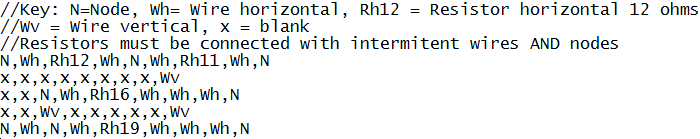 //Key: N=Node, Wh= Wire horizontal, Rh12 = Resistor horizontal 12 ohms
//Wv = Wire vertical, x = blank
//Resistors must be connected with intermitent wires AND nodes
N,Wh,Rh12,Wh,N,Wh,Rh11,Wh,N
x,x,x,x,x,x,x,x,Wv
x,x,N,Wh,Rh16,Wh,Wh,Wh,N
x,x,Wv,x,x,x,x,x,Wv
N,Wh,N,Wh,Rh19,Wh,Wh,Wh,N